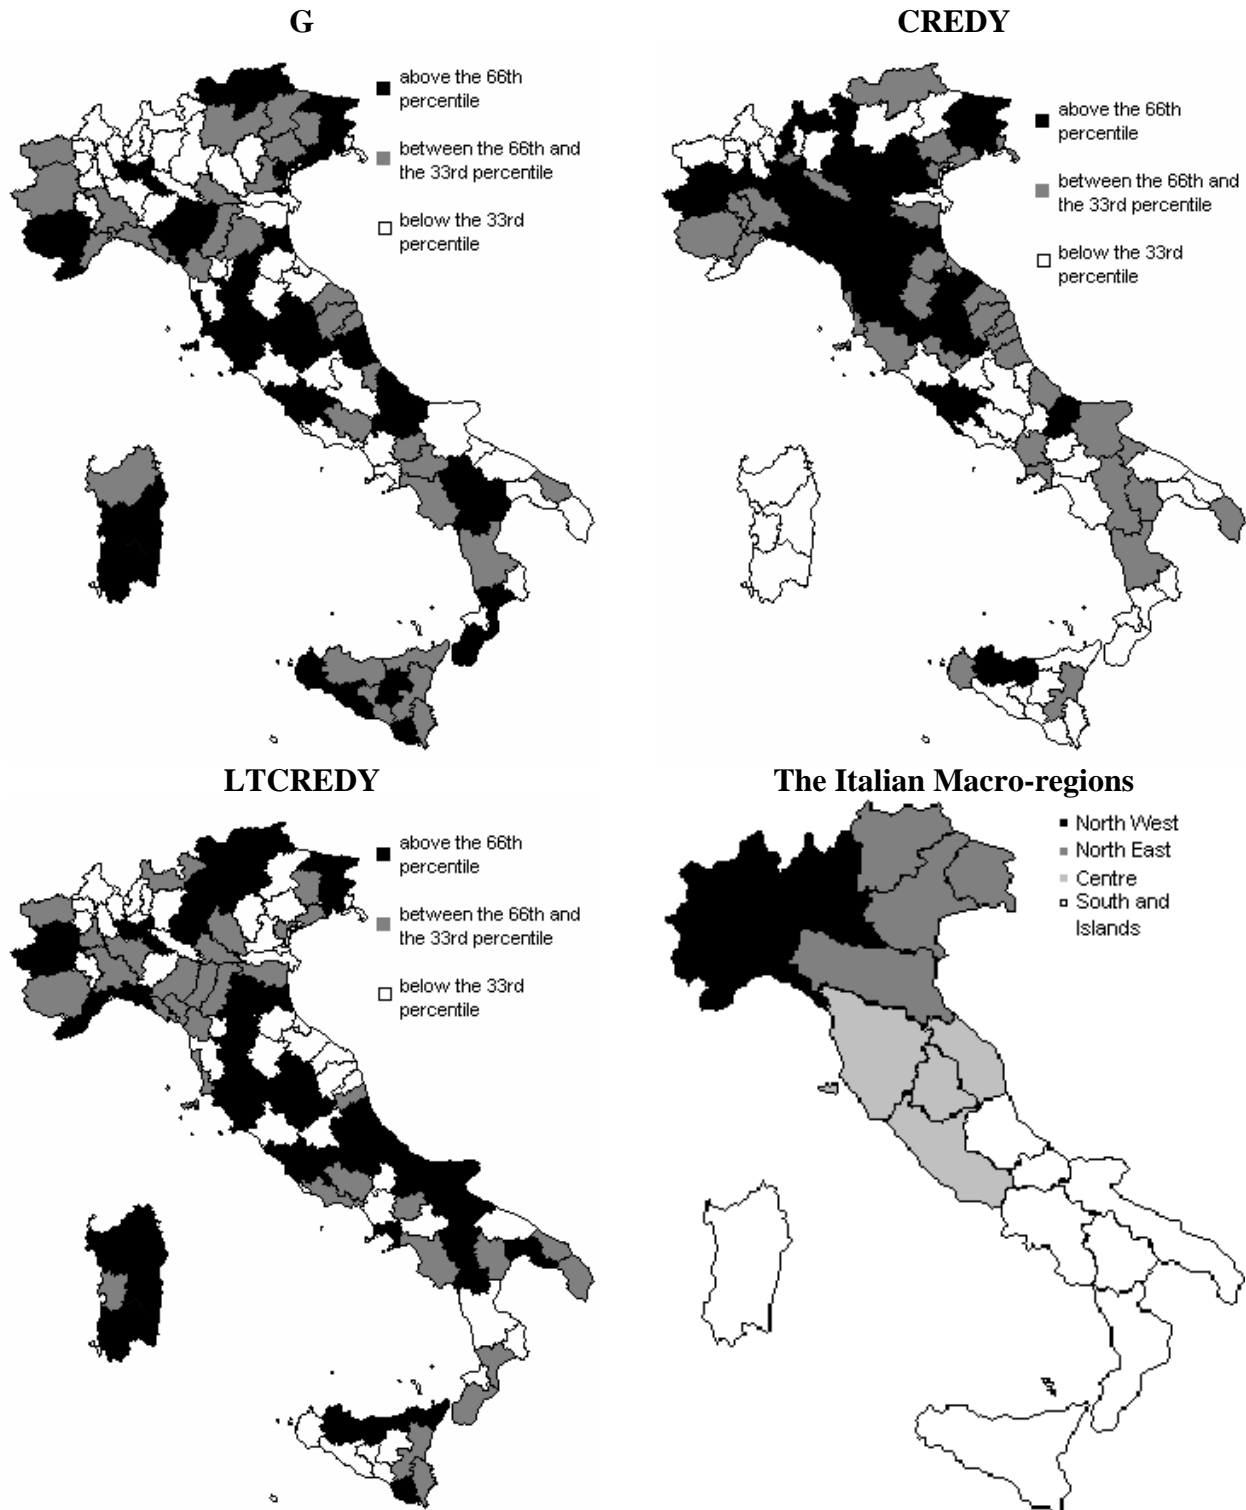 G
above the 66th
percentile
between the 66th and
the 33rd percentile
below the 33rd
percentile
CREDY
above the 66th
percentile
between the 66th and
the 33rd percentile
below the 33rd
percentile
LTCREDY
above the 66th
percentile
between the 66th and
the 33rd percentile
below the 33rd
percentile
The Italian Macro-regions
North West
North East
Centre
South and
Islands